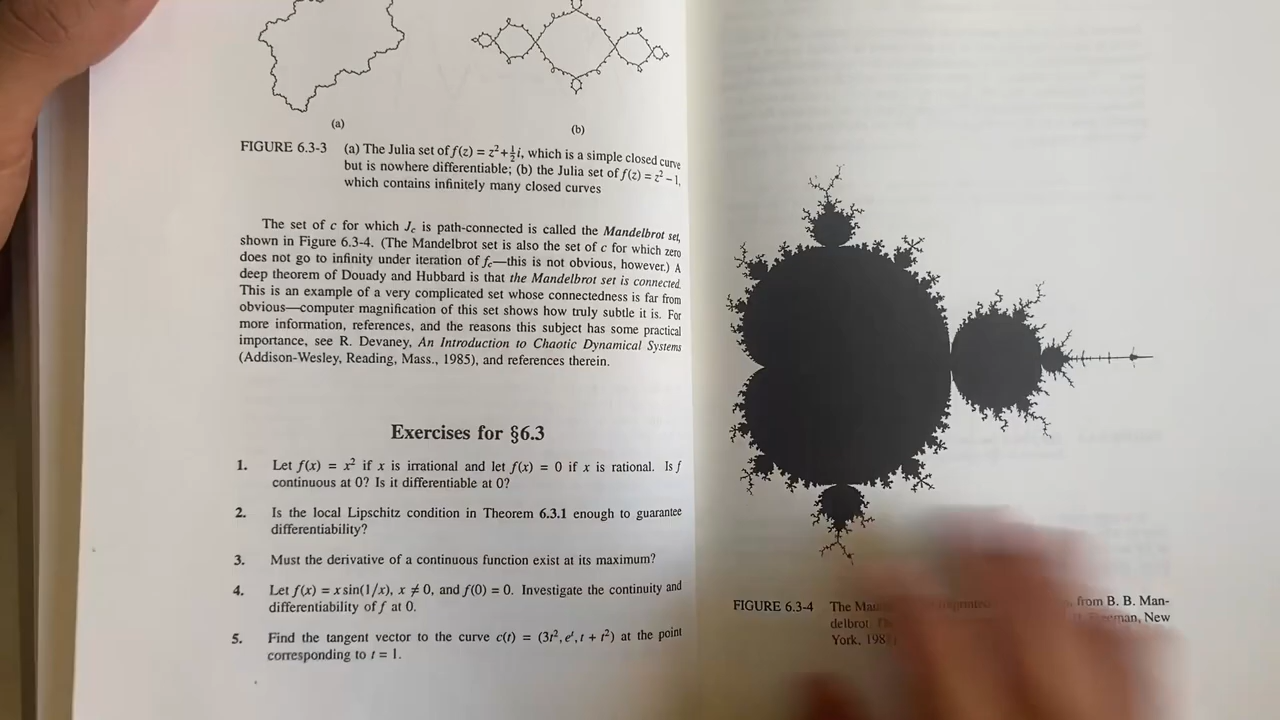 (a)
(b)
FIGURE 6.3-3 (a) The Julia set of f(z) = z² + ½i, which is a simple closed curve
but is nowhere differentiable; (b) the Julia set of f(z) = z² – 1,
which contains infinitely many closed curves
The set of c for which J_c is path-connected is called the Mandelbrot set,
shown in Figure 6.3-4. (The Mandelbrot set is also the set of c for which zero
does not go to infinity under iteration of f_c—this is not obvious, however.) A
deep theorem of Douady and Hubbard is that the Mandelbrot set is connected.
This is an example of a very complicated set whose connectedness is far from
obvious—computer magnification of this set shows how truly subtle it is. For
more information, references, and the reasons this subject has some practical
importance, see R. Devaney, An Introduction to Chaotic Dynamical Systems
(Addison-Wesley, Reading, Mass., 1985), and references therein.
Exercises for §6.3
1. Let f(x) = x² if x is irrational and let f(x) = 0 if x is rational. Is f
continuous at 0? Is it differentiable at 0?
2. Is the local Lipschitz condition in Theorem 6.3.1 enough to guarantee
differentiability?
3. Must the derivative of a continuous function exist at its maximum?
4. Let f(x) = x sin(1/x), x ≠ 0, and f(0) = 0. Investigate the continuity and
differentiability of f at 0.
5. Find the tangent vector to the curve c(t) = (3t², eᵗ, t + t²) at the point
corresponding to t = 1.
FIGURE 6.3-4 The from B. B. Man-
delbrot, New
York,